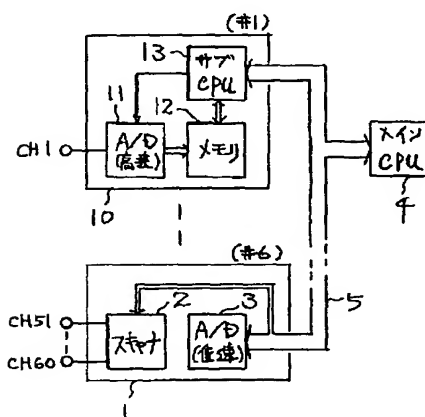 (#1)
13
サブ
CPU
11
12
CH1
A/D
(高速)
メモリ
メイン
CPU
10
4
(#6)
2
3
5
CH51
スキャナ
A/D
(低速)
CH60
1